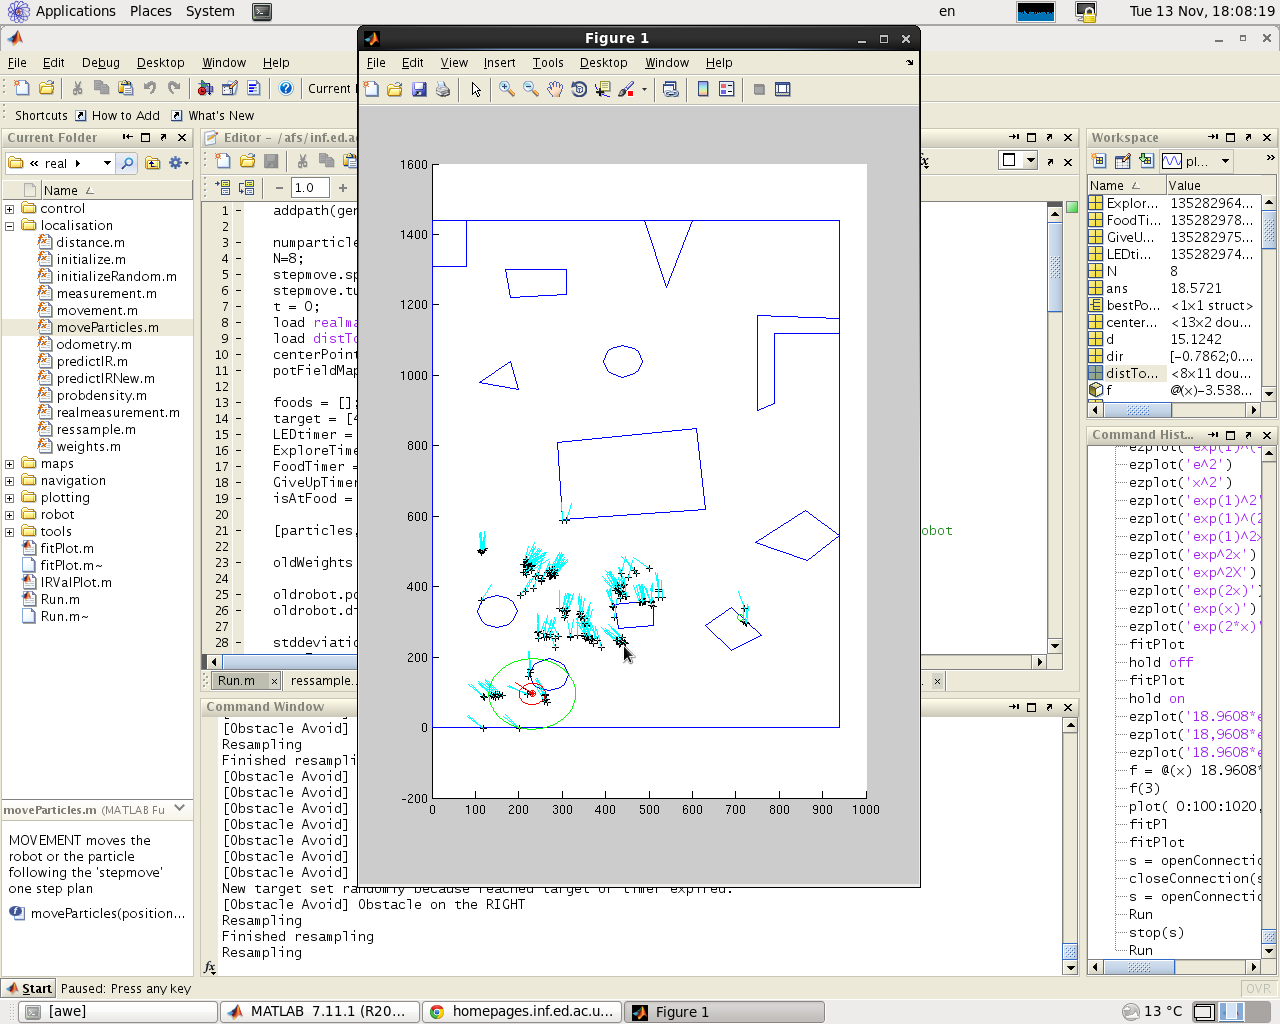 Applications Places System
en
Tue 13 Nov, 18:08:19
Figure 1
File Edit Debug Desktop Window Help
File Edit View Insert Tools Desktop Window Help
Current
Shortcuts How to Add What's New
Current Folder
« real
Name
control
localisation
distance.m
initialize.m
initializeRandom.m
measurement.m
movement.m
moveParticles.m
odometry.m
predictIR.m
predictIRNew.m
probdensity.m
realmeasurement.m
ressample.m
weights.m
maps
navigation
plotting
robot
tools
fitPlot.m
fitPlot.m~
IRValPlot.m
Run.m
Run.m~
moveParticles.m (MATLAB Fu
MOVEMENT moves the
robot or the particle
following the 'stepmove'
one step plan
moveParticles(position...
Editor - /afs/inf.ed.a
1.0
1 addpath(ge
2
3 numparticle
4 N=8;
5 stepmove.sp
6 stepmove.tu
7 t = 0;
8 load realma
9 load distTo
10 centerPoint
11 potFieldMap
12
13 foods = [];
14 target = [4
15 LEDtimer =
16 ExploreTime
17 FoodTimer =
18 GiveUpTimer
19 isAtFood =
20
21 [particles, obot
22
23 oldWeights
24
25 oldrobot.po
26 oldrobot.di
27
28 stddeviatio
Run.m × ressample.
1600
1400
1200
1000
800
600
400
200
0
-200
0 100 200 300 400 500 600 700 800 900 1000
Command Window
[Obstacle Avoid]
Resampling
Finished resampli
[Obstacle Avoid]
[Obstacle Avoid]
[Obstacle Avoid]
[Obstacle Avoid]
[Obstacle Avoid]
[Obstacle Avoid]
[Obstacle Avoid]
New target set randomly because reached target or timer expired.
[Obstacle Avoid] Obstacle on the RIGHT
Resampling
Finished resampling
Resampling
fx
Workspace
pl...
Name Value
Explor... 135282964...
FoodTi... 135282978...
GiveU... 135282975...
LEDti... 135282974...
N 8
ans 18.5721
bestPo... <1x1 struct>
center... <13x2 dou...
d 15.1242
dir [-0.7862;0....
distTo... <8x11 dou...
f @(x)-3.538...
Command Hist...
ezplot('exp(1)^(-
ezplot('e^2')
ezplot('x^2')
ezplot('exp(1)^2'
ezplot('exp(1)^(2
ezplot('exp(1)^2x
ezplot('exp^2x')
ezplot('exp^2X')
ezplot('exp(2x)')
ezplot('exp(x)')
ezplot('exp(2*x)'
fitPlot
hold off
fitPlot
hold on
ezplot('18.9608*e
ezplot('18,9608*e
ezplot('18.9608*e
f = @(x) 18.9608*
f(3)
plot( 0:100:1020,
fitPl
fitPlot
s = openConnectio
closeConnection(s
s = openConnectio
Run
stop(s)
Run
Start Paused: Press any key
OVR
[awe]
MATLAB 7.11.1 (R20...
homepages.inf.ed.ac.u...
Figure 1
13 °C